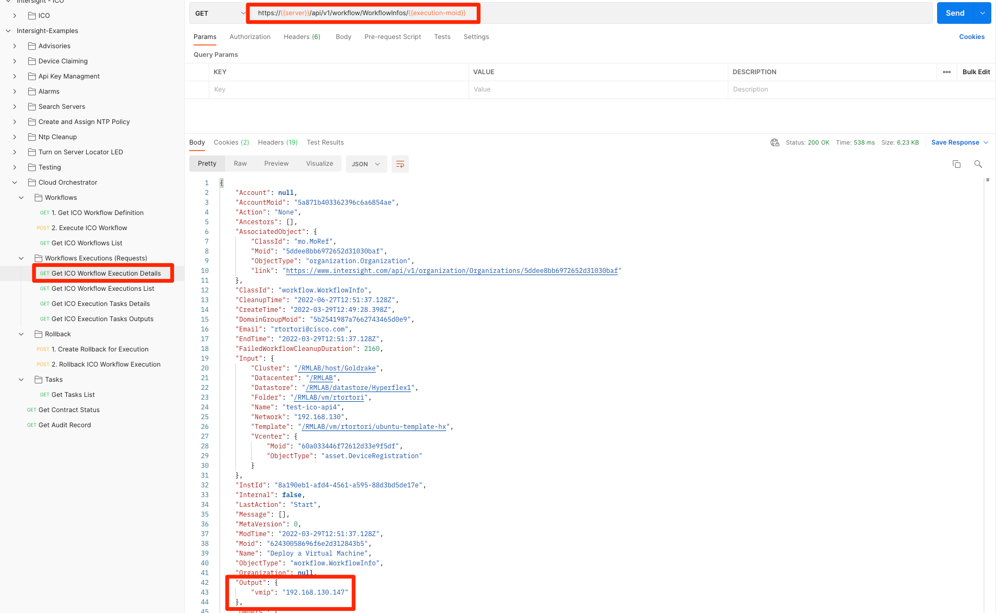 Intersight - ICO
ICO
Intersight-Examples
Advisories
Device Claiming
Api Key Managment
Alarms
Search Servers
Create and Assign NTP Policy
Ntp Cleanup
Turn on Server Locator LED
Testing
Cloud Orchestrator
Workflows
GET 1. Get ICO Workflow Definition
POST 2. Execute ICO Workflow
GET Get ICO Workflows List
Workflows Executions (Requests)
GET Get ICO Workflow Execution Details
GET Get ICO Workflow Executions List
GET Get ICO Execution Tasks Details
GET Get ICO Execution Tasks Outputs
Rollback
POST 1. Create Rollback for Execution
POST 2. Rollback ICO Workflow Execution
Tasks
GET Get Tasks List
GET Get Contract Status
GET Get Audit Record
GET https://{{server}}/api/v1/workflow/WorkflowInfos/{{execution-moid}} Send
Params Authorization Headers (6) Body Pre-request Script Tests Settings Cookies
Query Params
KEY VALUE DESCRIPTION Bulk Edit
Key Value Description
Body Cookies (2) Headers (19) Test Results Status: 200 OK Time: 538 ms Size: 6.23 KB Save Response
Pretty Raw Preview Visualize JSON
1 {
2 "Account": null,
3 "AccountMoid": "5a871b403362396c6a6854ae",
4 "Action": "None",
5 "Ancestors": [],
6 "AssociatedObject": {
7 "ClassId": "mo.MoRef",
8 "Moid": "5ddee8bb6972652d31030baf",
9 "ObjectType": "organization.Organization",
10 "link": "https://www.intersight.com/api/v1/organization/Organizations/5ddee8bb6972652d31030baf"
11 },
12 "ClassId": "workflow.WorkflowInfo",
13 "CleanupTime": "2022-06-27T12:51:37.128Z",
14 "CreateTime": "2022-03-29T12:49:28.398Z",
15 "DomainGroupMoid": "5b2541987a7662743465d0e9",
16 "Email": "rtortori@cisco.com",
17 "EndTime": "2022-03-29T12:51:37.128Z",
18 "FailedWorkflowCleanupDuration": 2160,
19 "Input": {
20 "Cluster": "/RMLAB/host/Goldrake",
21 "Datacenter": "/RMLAB",
22 "Datastore": "/RMLAB/datastore/Hyperflex1",
23 "Folder": "/RMLAB/vm/rtortori",
24 "Name": "test-ico-api4",
25 "Network": "192.168.130",
26 "Template": "/RMLAB/vm/rtortori/ubuntu-template-hx",
27 "Vcenter": {
28 "Moid": "60a033446f72612d33e9f5df",
29 "ObjectType": "asset.DeviceRegistration"
30 }
31 },
32 "InstId": "8a190eb1-afd4-4561-a595-88d3bd5de17e",
33 "Internal": false,
34 "LastAction": "Start",
35 "Message": [],
36 "MetaVersion": 0,
37 "ModTime": "2022-03-29T12:51:37.128Z",
38 "Moid": "62430058696f6e2d312843b5",
39 "Name": "Deploy a Virtual Machine",
40 "ObjectType": "workflow.WorkflowInfo",
41 "Organization": null,
42 "Output": {
43 "vmip": "192.168.130.147"
44 },
45 "Owners": [